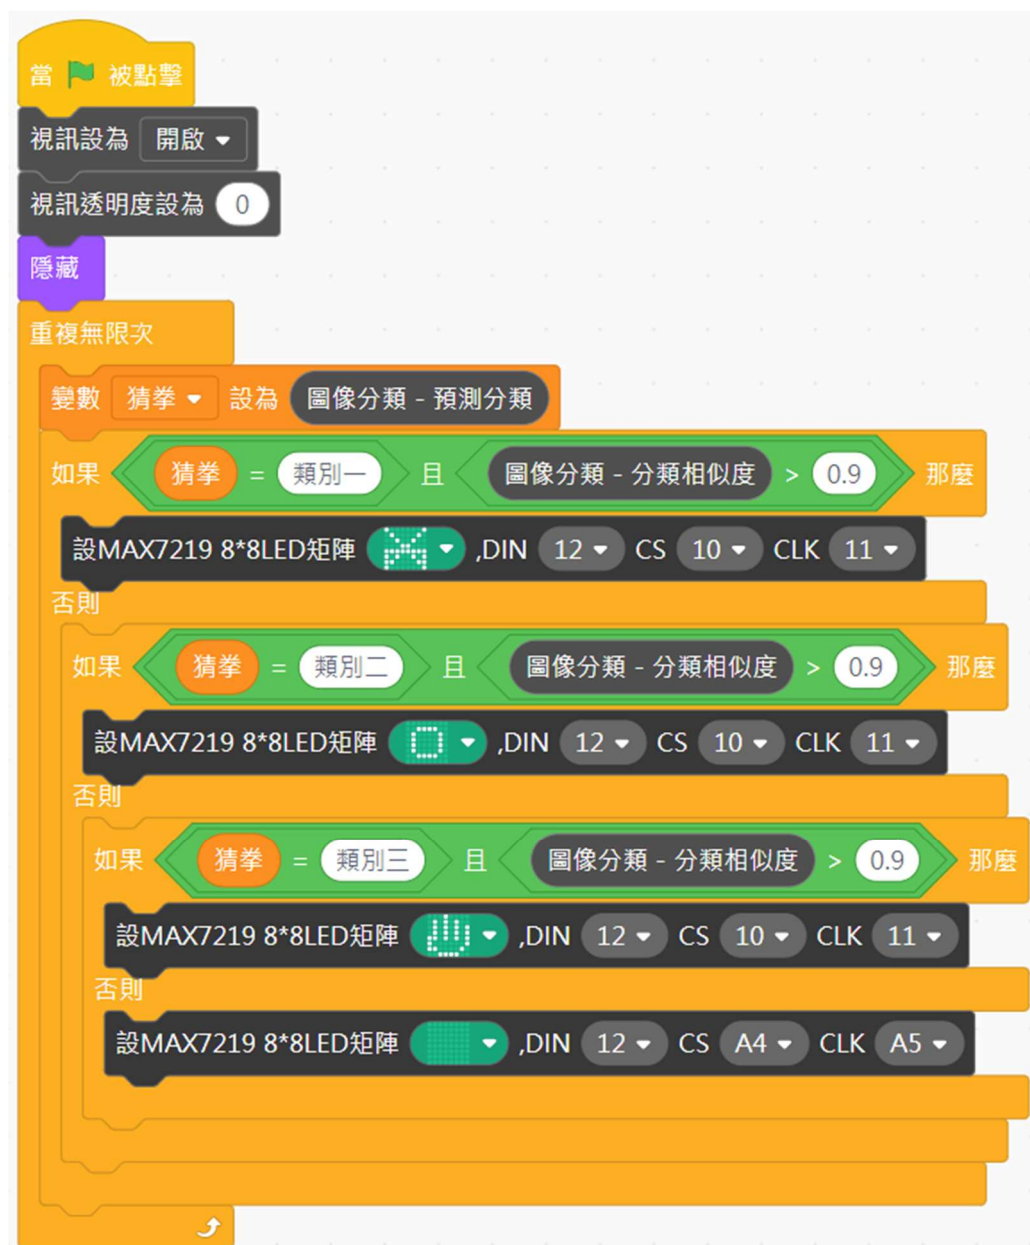 當 被點擊
視訊設為 開啟
視訊透明度設為 0
隱藏
重複無限次
變數 猜拳 設為 圖像分類 - 預測分類
如果 猜拳 = 類別一 且 圖像分類 - 分類相似度 > 0.9 那麼
設MAX7219 8*8LED矩陣 ,DIN 12 CS 10 CLK 11
否則
如果 猜拳 = 類別二 且 圖像分類 - 分類相似度 > 0.9 那麼
設MAX7219 8*8LED矩陣 ,DIN 12 CS 10 CLK 11
否則
如果 猜拳 = 類別三 且 圖像分類 - 分類相似度 > 0.9 那麼
設MAX7219 8*8LED矩陣 ,DIN 12 CS 10 CLK 11
否則
設MAX7219 8*8LED矩陣 ,DIN 12 CS A4 CLK A5